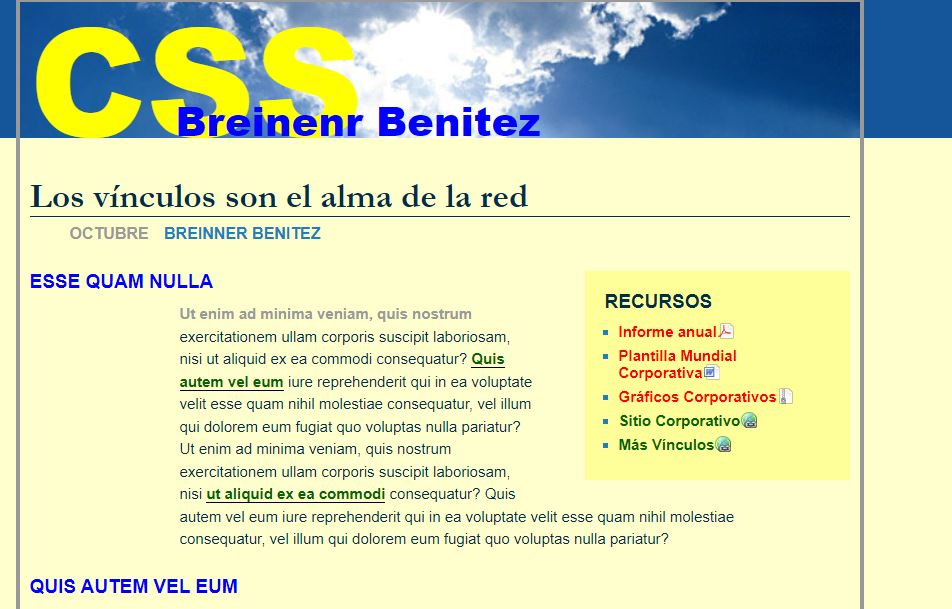 CSS
Breinenr Benitez
Los vínculos son el alma de la red
OCTUBRE BREINNER BENITEZ
ESSE QUAM NULLA
Ut enim ad minima veniam, quis nostrum
exercitationem ullam corporis suscipit laboriosam,
nisi ut aliquid ex ea commodi consequatur? Quis
autem vel eum iure reprehenderit qui in ea voluptate
velit esse quam nihil molestiae consequatur, vel illum
qui dolorem eum fugiat quo voluptas nulla pariatur?
Ut enim ad minima veniam, quis nostrum
exercitationem ullam corporis suscipit laboriosam,
nisi ut aliquid ex ea commodi consequatur? Quis
autem vel eum iure reprehenderit qui in ea voluptate velit esse quam nihil molestiae
consequatur, vel illum qui dolorem eum fugiat quo voluptas nulla pariatur?
RECURSOS
Informe anual.
Plantilla Mundial
Corporativa
Gráficos Corporativos
Sitio Corporativo
Más Vínculos
QUIS AUTEM VEL EUM